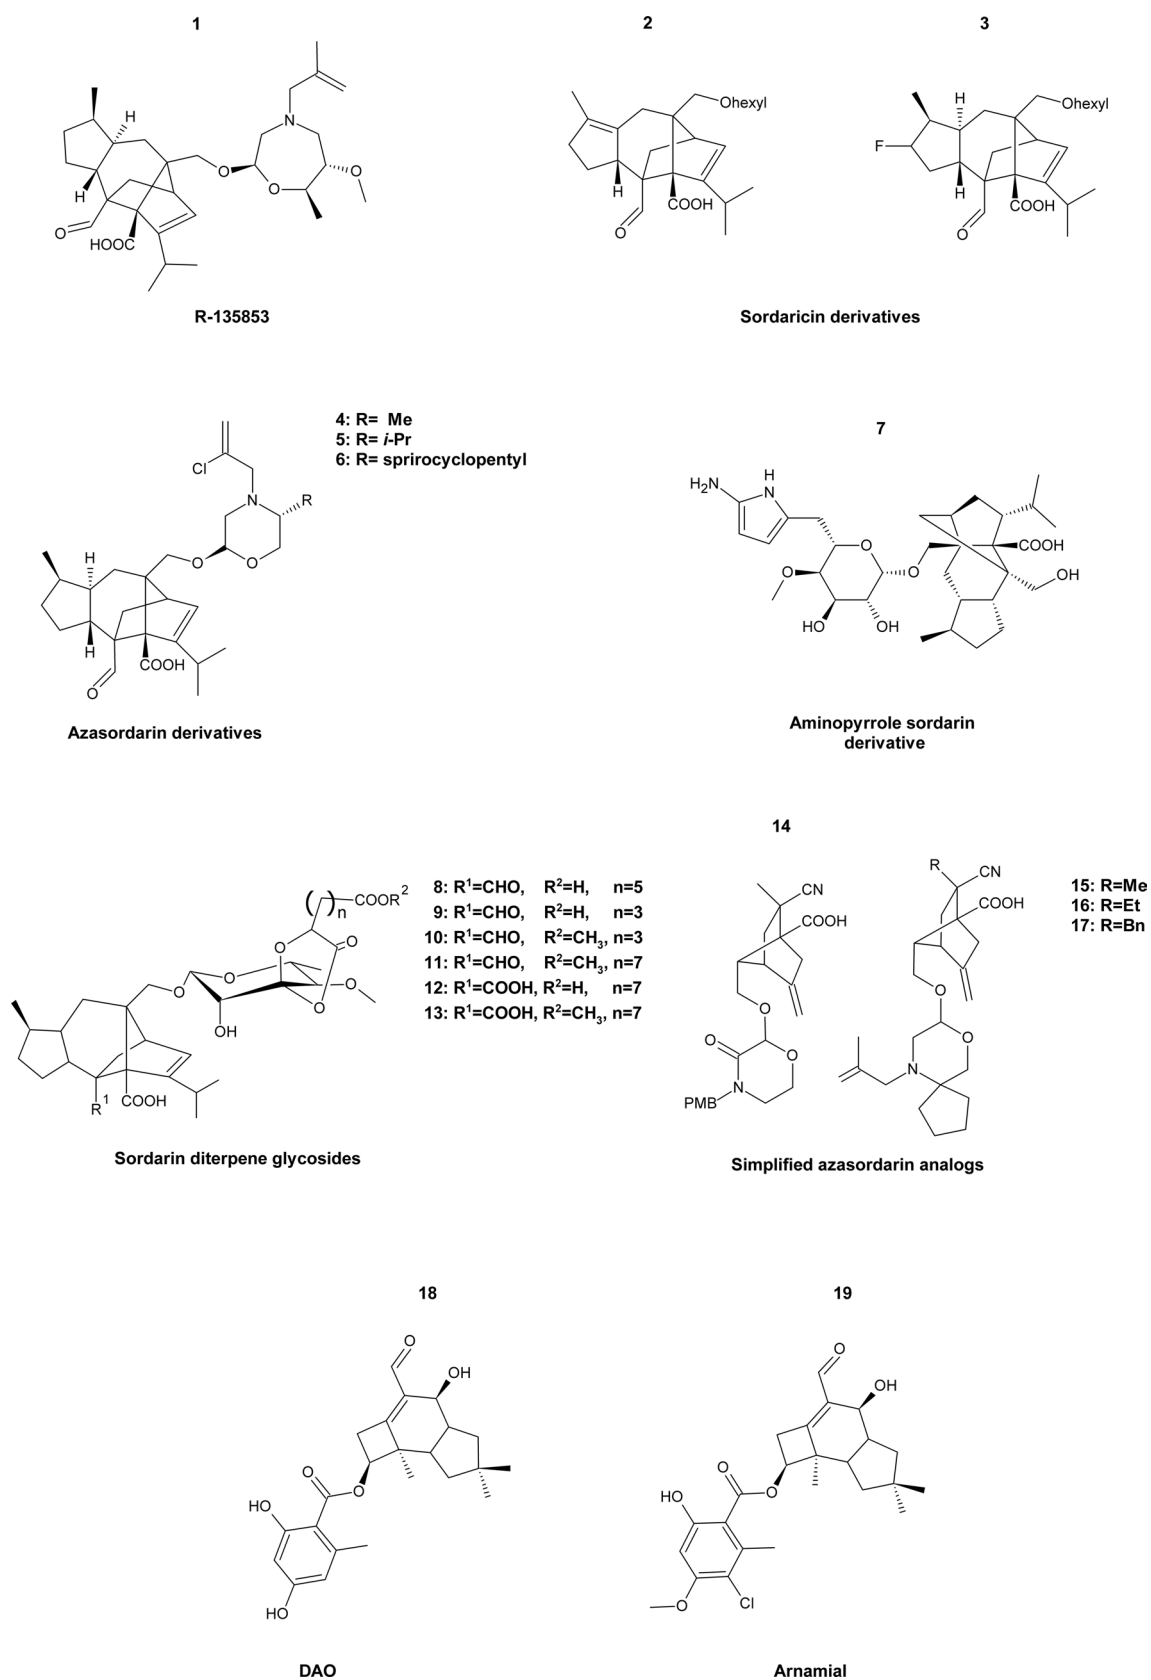 1
2
3
H
H
N
O
O
O
O
HOOC
R-135853
H
H
Ohexyl
COOH
O
H
F
Ohexyl
H
COOH
O
Sordaricin derivatives
4: R= Me
5: R= i-Pr
6: R= sprirocyclopentyl
Cl
N
R
O
O
H
H
COOH
O
Azasordarin derivatives
7
H2N
H
N
O
O
O
HO
OH
COOH
OH
Aminopyrrole sordarin
derivative
( )n
COOR2
O
O
O
O
O
O
OH
R1
COOH
8: R1=CHO, R2=H, n=5
9: R1=CHO, R2=H, n=3
10: R1=CHO, R2=CH3, n=3
11: R1=CHO, R2=CH3, n=7
12: R1=COOH, R2=H, n=7
13: R1=COOH, R2=CH3, n=7
Sordarin diterpene glycosides
14
CN
COOH
O
O
O
N
PMB
R
CN
COOH
O
O
N
15: R=Me
16: R=Et
17: R=Bn
Simplified azasordarin analogs
18
O
OH
O
O
HO
HO
DAO
19
O
OH
O
O
HO
O
Cl
Arnamial